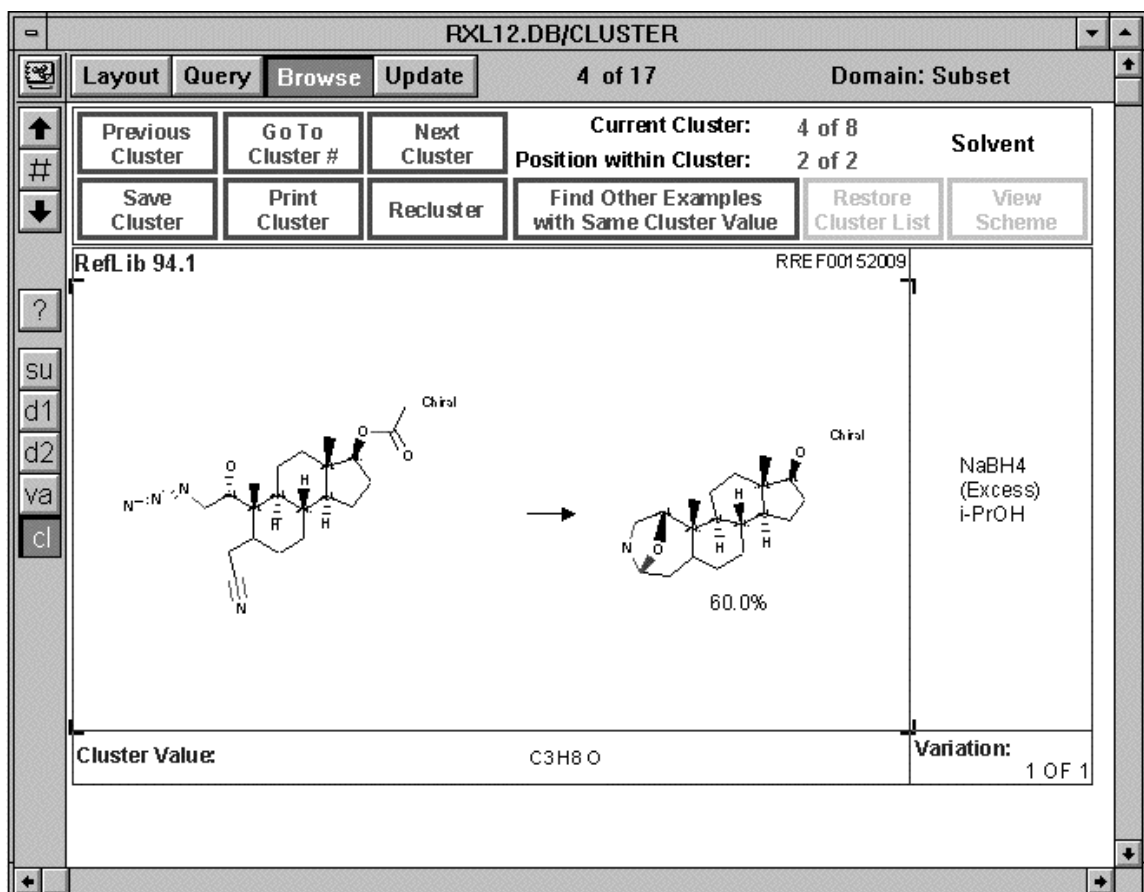 RXL12.DB/CLUSTER
Layout Query Browse Update 4 of 17 Domain: Subset
Previous Cluster Go To Cluster # Next Cluster Current Cluster: 4 of 8 Solvent
Position within Cluster: 2 of 2
#
Save Cluster Print Cluster Recluster Find Other Examples with Same Cluster Value Restore Cluster List View Scheme
RefLib 94.1 RREF00152009
?
su
d1
d2
va
cl
Chiral
O
O
O
N N N
H
H
H
N
Chiral
O
N
O
H
H
H
60.0%
NaBH4
(Excess)
i-PrOH
Cluster Value: C3H8O Variation:
1 OF 1